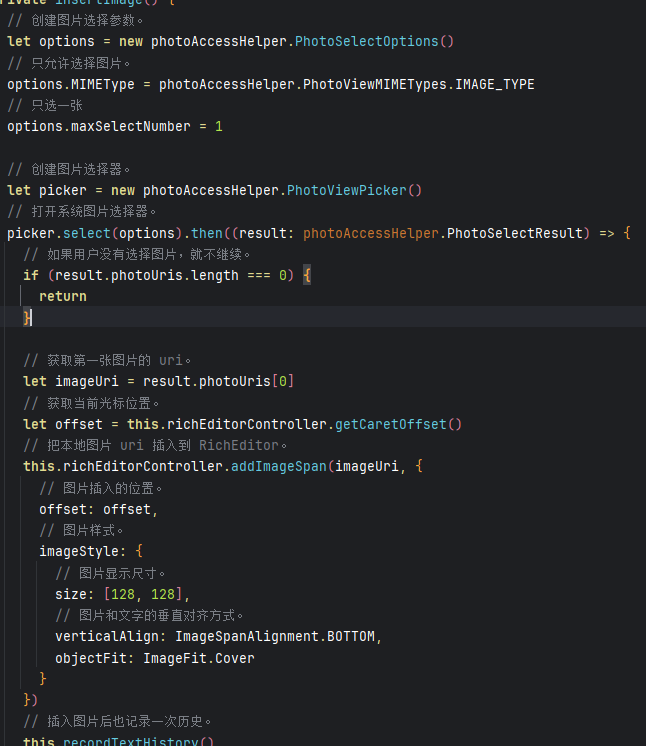 private insertImage() {
// 创建图片选择参数。
let options = new photoAccessHelper.PhotoSelectOptions()
// 只允许选择图片。
options.MIMEType = photoAccessHelper.PhotoViewMIMETypes.IMAGE_TYPE
// 只选一张
options.maxSelectNumber = 1
// 创建图片选择器。
let picker = new photoAccessHelper.PhotoViewPicker()
// 打开系统图片选择器。
picker.select(options).then((result: photoAccessHelper.PhotoSelectResult) => {
// 如果用户没有选择图片，就不继续。
if (result.photoUris.length === 0) {
return
}
// 获取第一张图片的 uri。
let imageUri = result.photoUris[0]
// 获取当前光标位置。
let offset = this.richEditorController.getCaretOffset()
// 把本地图片 uri 插入到 RichEditor。
this.richEditorController.addImageSpan(imageUri, {
// 图片插入的位置。
offset: offset,
// 图片样式。
imageStyle: {
// 图片显示尺寸。
size: [128, 128],
// 图片和文字的垂直对齐方式。
verticalAlign: ImageSpanAlignment.BOTTOM,
objectFit: ImageFit.Cover
}
})
// 插入图片后也记录一次历史。
this.recordTextHistory()